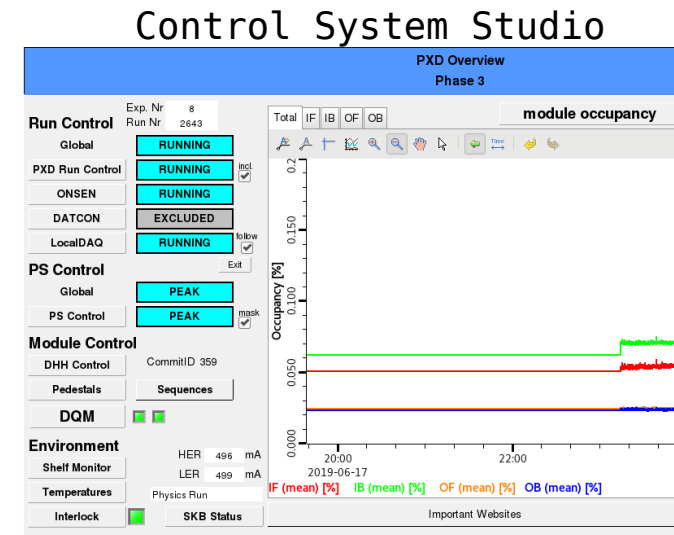 Control System Studio
PXD Overview
Phase 3
Exp. Nr 8
Run Control Run Nr 2643
Global RUNNING
PXD Run Control RUNNING incl.
ONSEN RUNNING
DATCON EXCLUDED
LocalDAQ RUNNING follow
PS Control Exit
Global PEAK
PS Control PEAK mask
Module Control
DHH Control CommitID 359
Pedestals Sequences
DQM
Environment
HER 496 mA
Shelf Monitor
LER 499 mA
Temperatures Physics Run
Interlock SKB Status
Total IF IB OF OB module occupancy
Time
Occupancy [%]
0.2
0.150
0.100
0.050
0.000
20:00 22:00
2019-06-17
IF (mean) [%] IB (mean) [%] OF (mean) [%] OB (mean) [%]
Important Websites